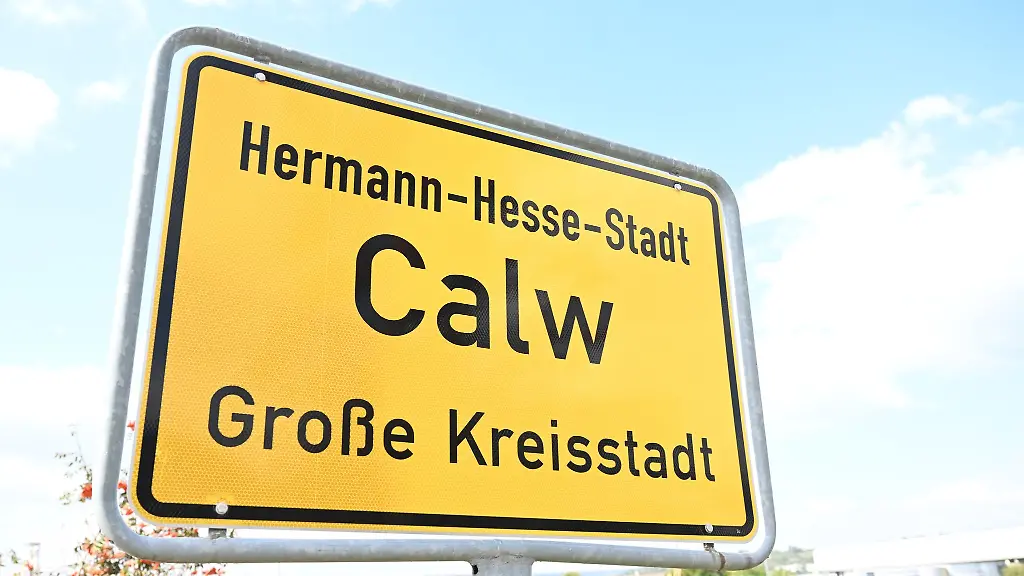 Hermann-Hesse-Stadt
Calw
Große Kreisstadt